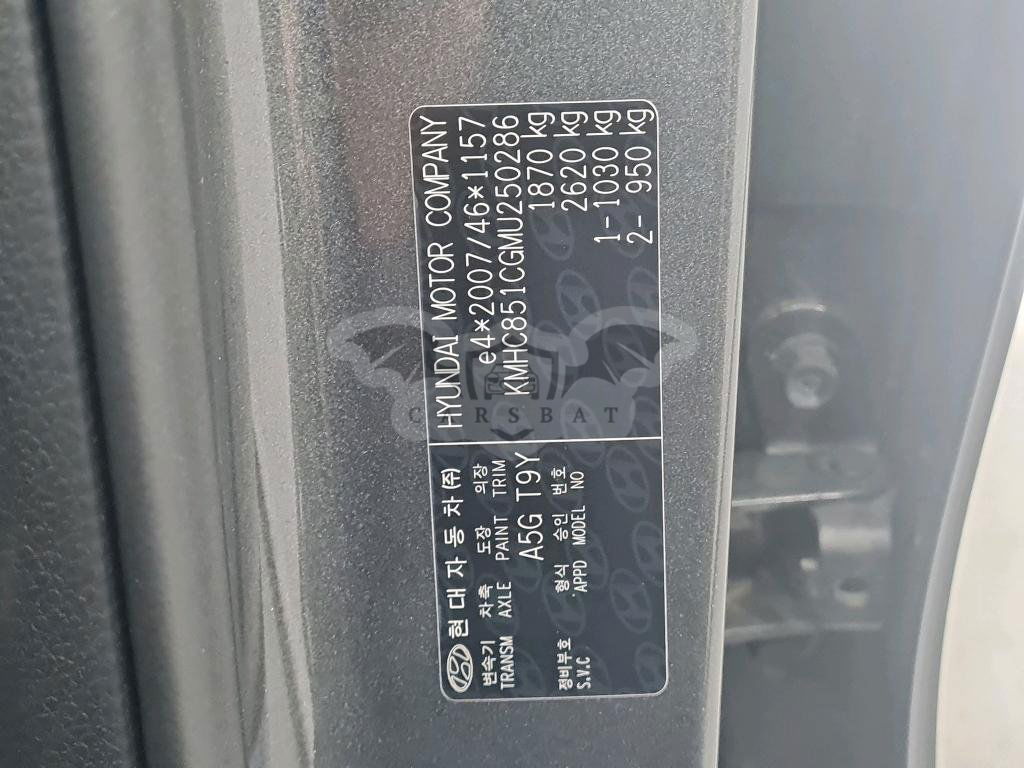 현대자동차(주) HYUNDAI MOTOR COMPANY
변속기 차축 도장 의장 e4*2007/46*1157
TRANSM AXLE PAINT TRIM KMHC851CGMU250286
A5G T9Y 1870 kg
장비부호 형식 승인 번호 2620 kg
S.V.C APPD MODEL NO 1- 1030 kg
2- 950 kg
CARSBAT